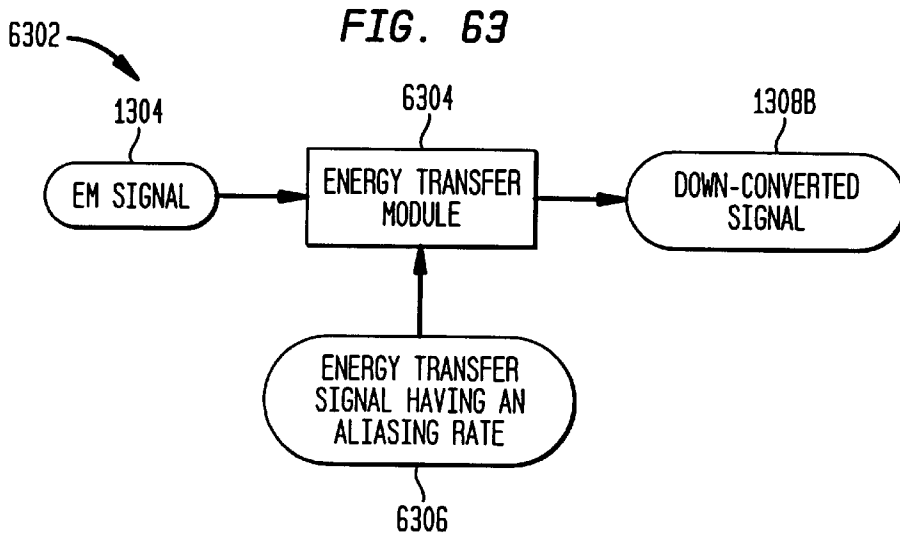 FIG. 63
6302
1304
6304
1308B
EM SIGNAL
ENERGY TRANSFER
MODULE
DOWN-CONVERTED
SIGNAL
ENERGY TRANSFER
SIGNAL HAVING AN
ALIASING RATE
6306